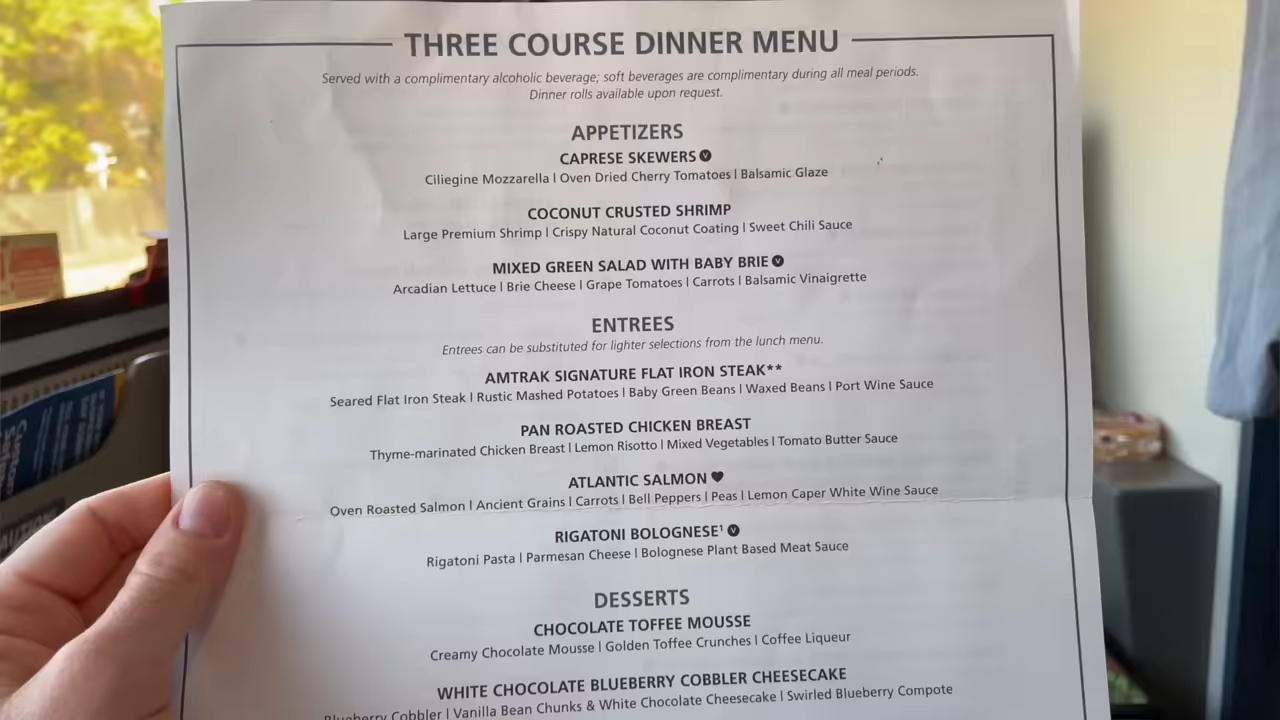 THREE COURSE DINNER MENU
Served with a complimentary alcoholic beverage; soft beverages are complimentary during all meal periods.
Dinner rolls available upon request.
APPETIZERS
CAPRESE SKEWERS V
Ciliegine Mozzarella | Oven Dried Cherry Tomatoes | Balsamic Glaze
COCONUT CRUSTED SHRIMP
Large Premium Shrimp | Crispy Natural Coconut Coating | Sweet Chili Sauce
MIXED GREEN SALAD WITH BABY BRIE V
Arcadian Lettuce | Brie Cheese | Grape Tomatoes | Carrots | Balsamic Vinaigrette
ENTREES
Entrees can be substituted for lighter selections from the lunch menu.
AMTRAK SIGNATURE FLAT IRON STEAK**
Seared Flat Iron Steak | Rustic Mashed Potatoes | Baby Green Beans | Waxed Beans | Port Wine Sauce
PAN ROASTED CHICKEN BREAST
Thyme-marinated Chicken Breast | Lemon Risotto | Mixed Vegetables | Tomato Butter Sauce
ATLANTIC SALMON ♥
Oven Roasted Salmon | Ancient Grains | Carrots | Bell Peppers | Peas | Lemon Caper White Wine Sauce
RIGATONI BOLOGNESE¹ V
Rigatoni Pasta | Parmesan Cheese | Bolognese Plant Based Meat Sauce
DESSERTS
CHOCOLATE TOFFEE MOUSSE
Creamy Chocolate Mousse | Golden Toffee Crunches | Coffee Liqueur
WHITE CHOCOLATE BLUEBERRY COBBLER CHEESECAKE
Blueberry Cobbler | Vanilla Bean Chunks & White Chocolate Cheesecake | Swirled Blueberry Compote